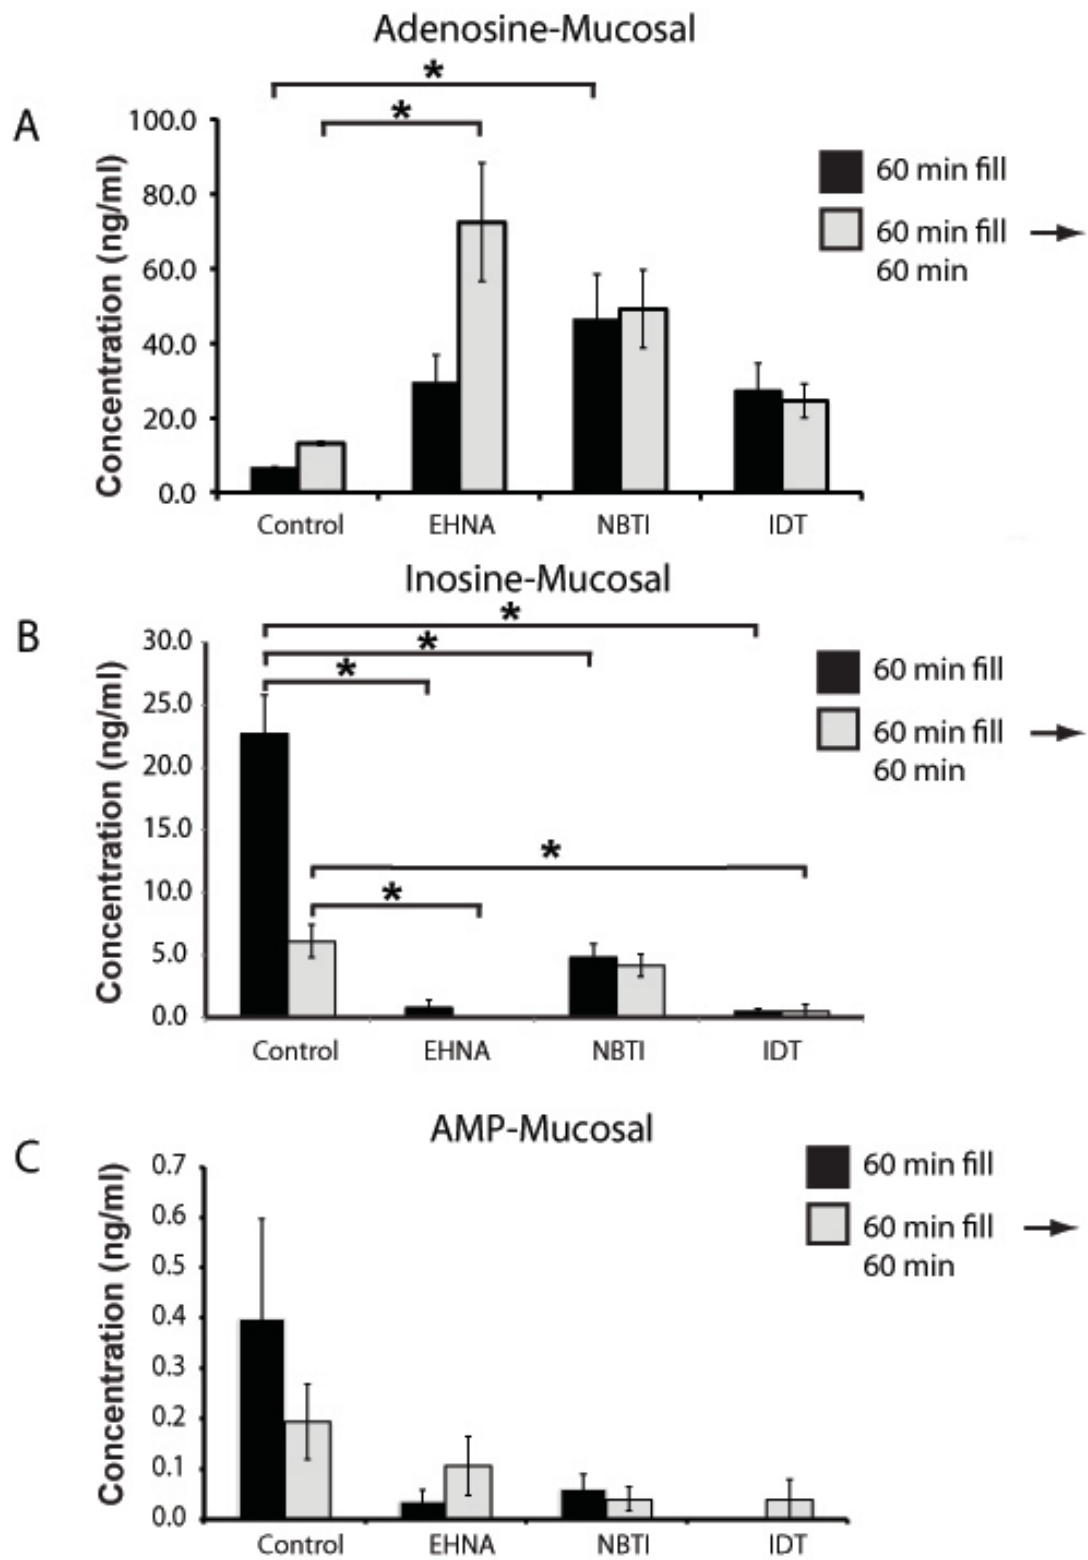 Adenosine-Mucosal
*
*
A
Concentration (ng/ml)
100.0
80.0
60.0
40.0
20.0
0.0
Control EHNA NBTI IDT
60 min fill
60 min fill →
60 min
Inosine-Mucosal
*
*
*
*
*
B
Concentration (ng/ml)
30.0
25.0
20.0
15.0
10.0
5.0
0.0
Control EHNA NBTI IDT
60 min fill
60 min fill →
60 min
AMP-Mucosal
C
Concentration (ng/ml)
0.7
0.6
0.5
0.4
0.3
0.2
0.1
0.0
Control EHNA NBTI IDT
60 min fill
60 min fill →
60 min